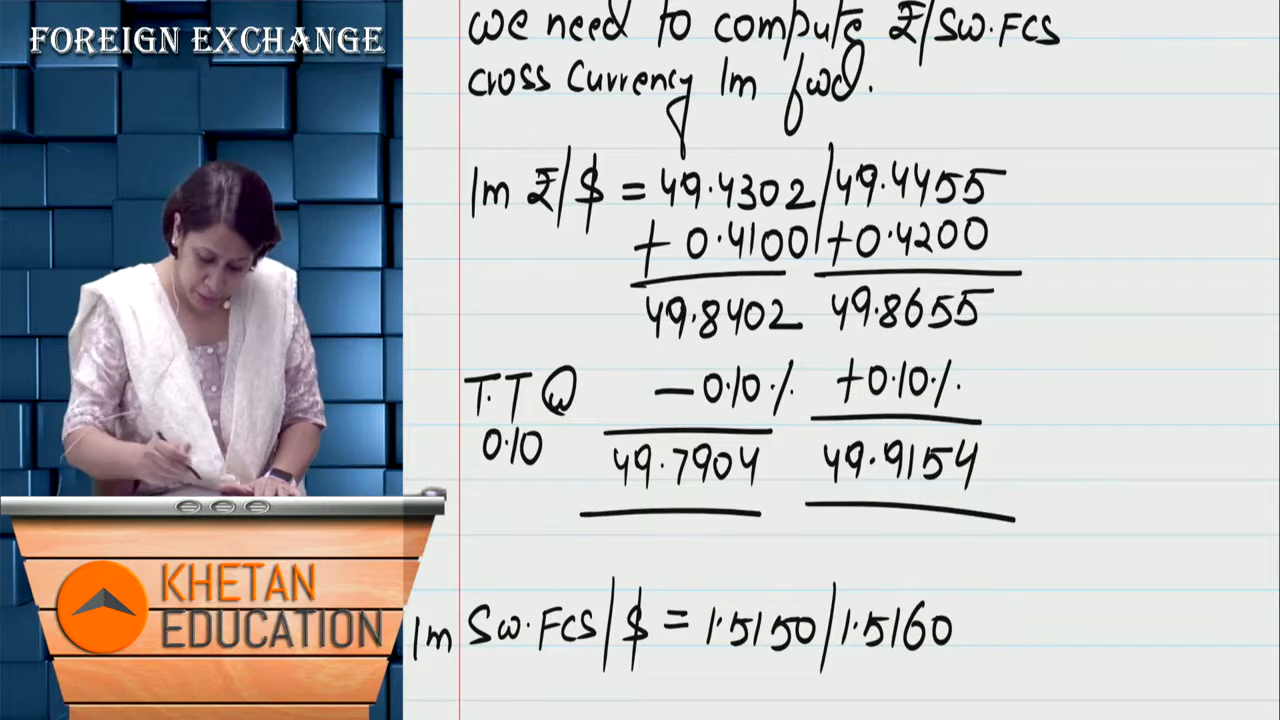 FOREIGN EXCHANGE
we need to compute ₹/Sw.FCS
cross Currency 1m fwd.
1m ₹/$ = 49.4302/49.4455
+ 0.4100/+0.4200
49.8402 49.8655
T.T Q - 0.10% +0.10%
0.10
49.7904 49.9154
1m Sw.FCS/$ = 1.5150/1.5160
KHETAN
EDUCATION